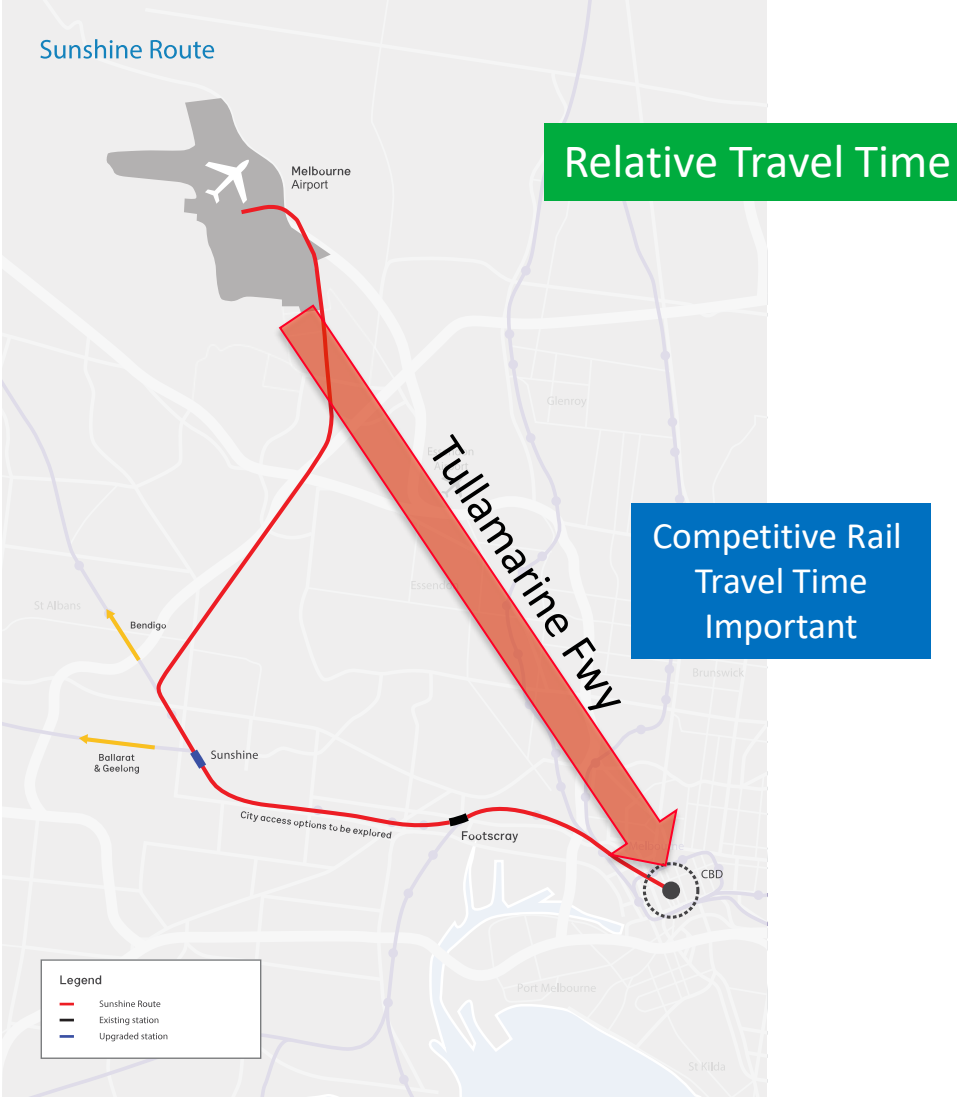 Sunshine Route
Relative Travel Time
Melbourne
Airport
Glenroy
Tullamarine Fwy
Competitive Rail
Travel Time
Important
St Albans
Bendigo
Brunswick
Ballarat
& Geelong
Sunshine
City access options to be explored
Footscray
Melbourne
CBD
Port Melbourne
St Kilda
Legend
Sunshine Route
Existing station
Upgraded station